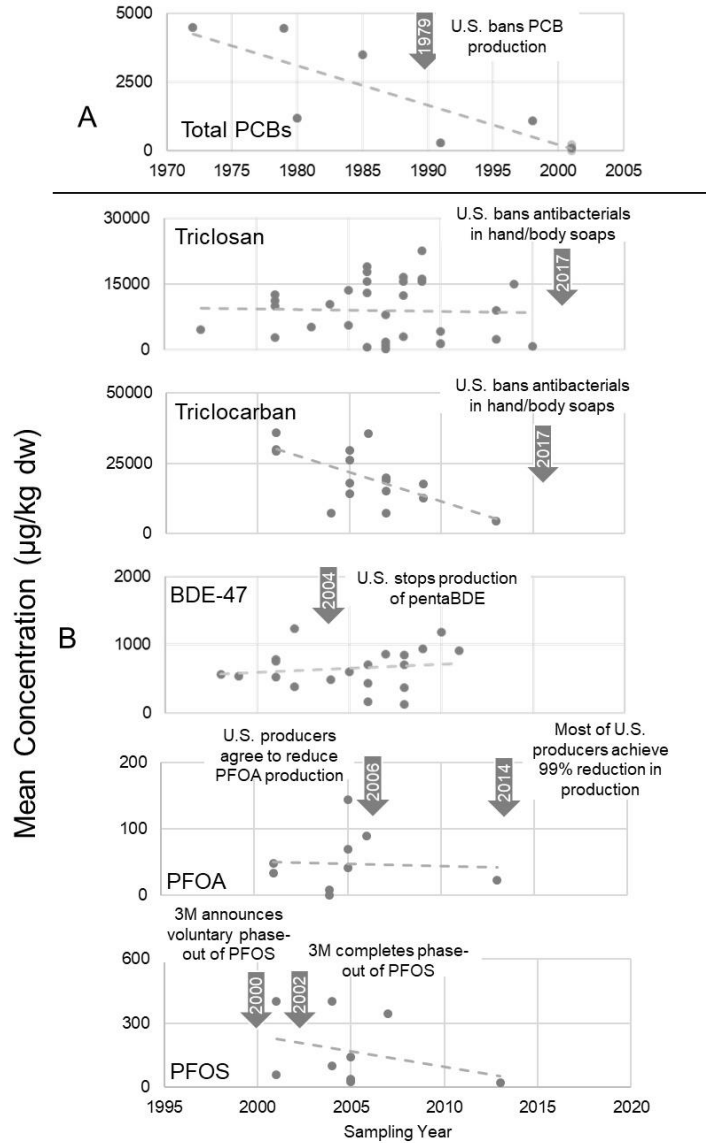 5000
2500
0
1979
U.S. bans PCB
production
A
Total PCBs
1970 1975 1980 1985 1990 1995 2000 2005
Mean Concentration (µg/kg dw)
B
30000
15000
0
Triclosan
U.S. bans antibacterials
in hand/body soaps
2017
50000
25000
0
Triclocarban
U.S. bans antibacterials
in hand/body soaps
2017
2000
1000
0
BDE-47
2004
U.S. stops production
of pentaBDE
200
100
0
U.S. producers
agree to reduce
PFOA production
2006
2014
Most of U.S.
producers achieve
99% reduction in
production
PFOA
3M announces
voluntary phase-
out of PFOS
3M completes phase-
out of PFOS
600
300
0
2000
2002
PFOS
1995 2000 2005 2010 2015 2020
Sampling Year